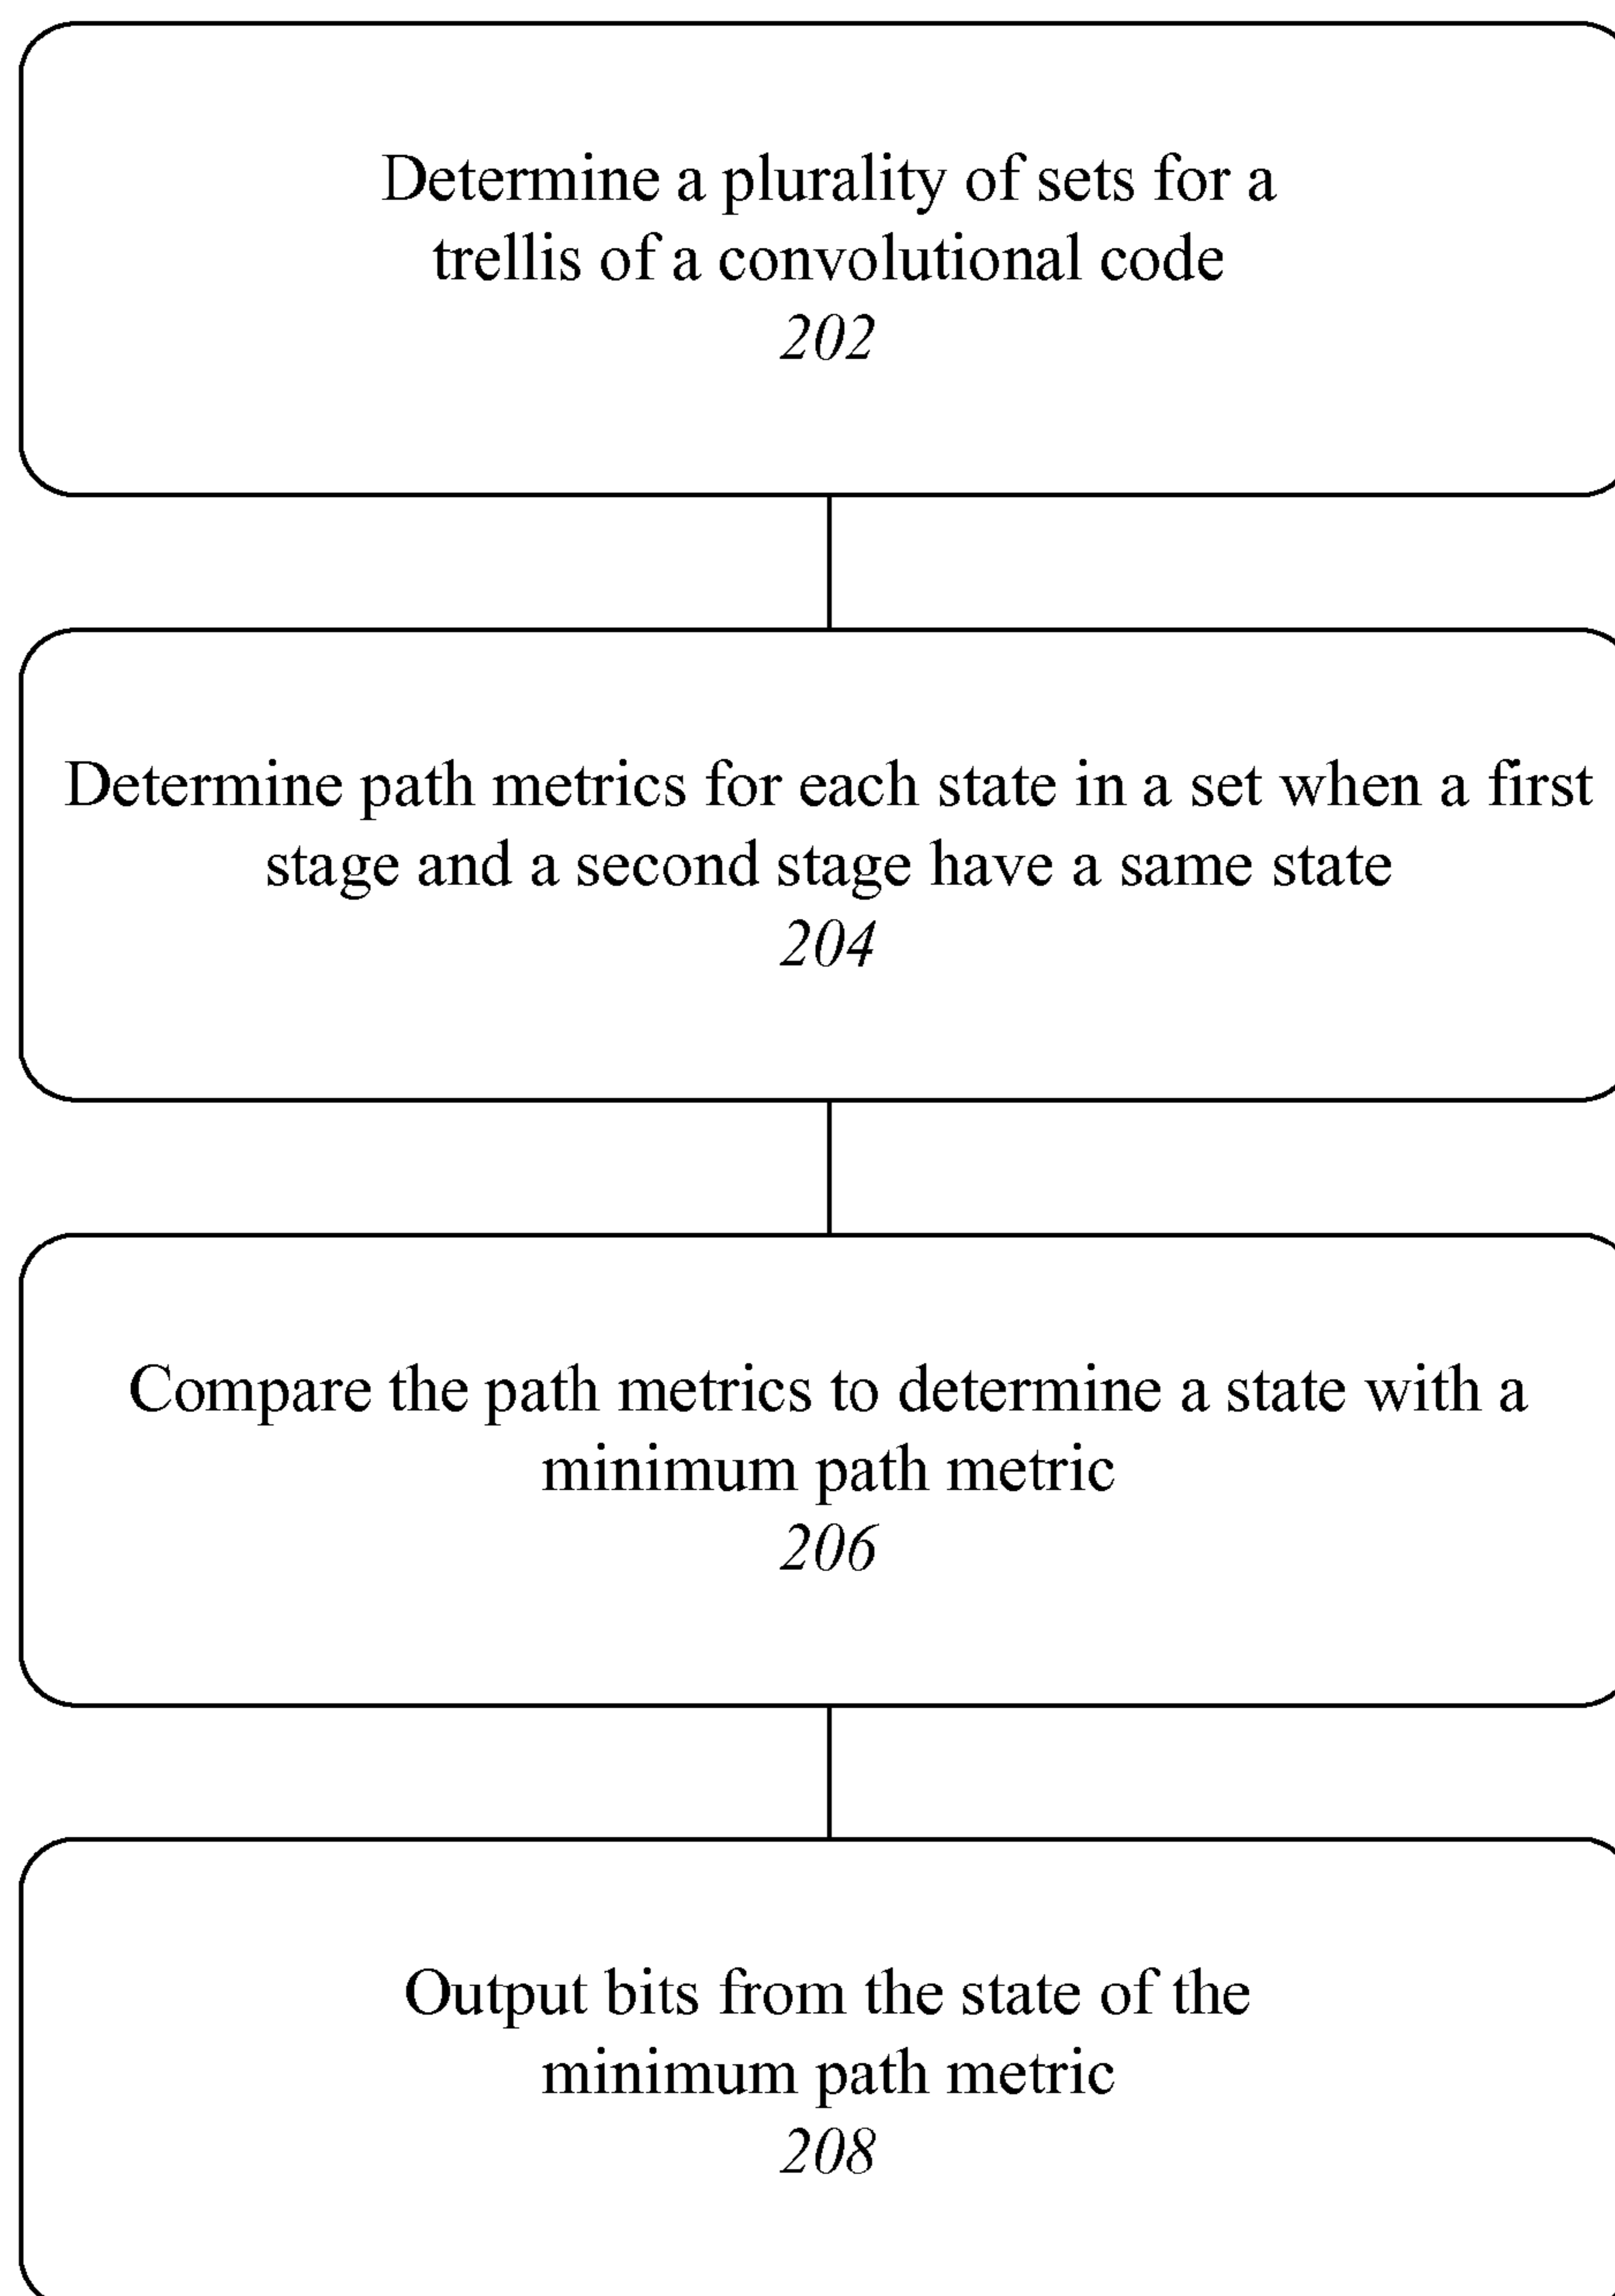 Determine a plurality of sets for a
trellis of a convolutional code
202
Determine path metrics for each state in a set when a first
stage and a second stage have a same state
204
Compare the path metrics to determine a state with a
minimum path metric
206
Output bits from the state of the
minimum path metric
208